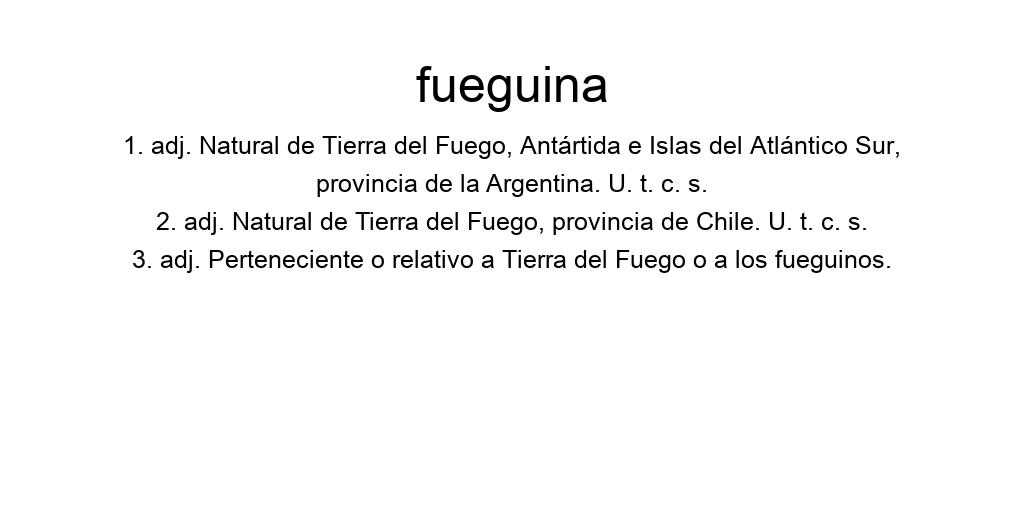 fueguina
1. adj. Natural de Tierra del Fuego, Antártida e Islas del Atlántico Sur,
provincia de la Argentina. U. t. c. s.
2. adj. Natural de Tierra del Fuego, provincia de Chile. U. t. c. s.
3. adj. Perteneciente o relativo a Tierra del Fuego o a los fueguinos.